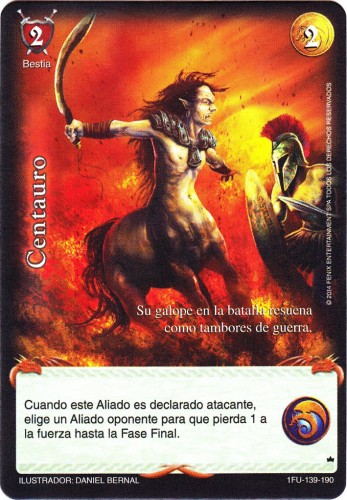 2
2
Bestia
Centauro
© 2014 FENIX ENTERTAINMENT SPA TODOS LOS DERECHOS RESERVADOS
Su galope en la batalla resuena
como tambores de guerra.
Cuando este Aliado es declarado atacante,
elige un Aliado oponente para que pierda 1 a
la fuerza hasta la Fase Final.
ILUSTRADOR: DANIEL BERNAL
1FU-139-190